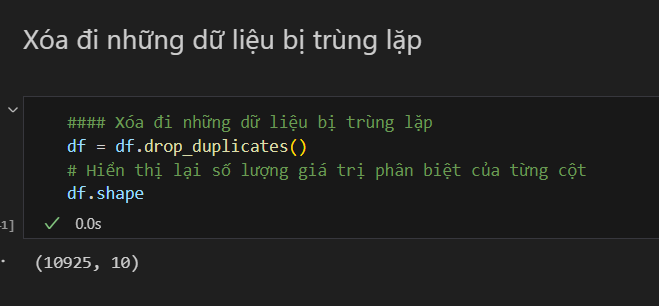 Xóa đi những dữ liệu bị trùng lặp
#### Xóa đi những dữ liệu bị trùng lặp
df = df.drop_duplicates()
# Hiển thị lại số lượng giá trị phân biệt của từng cột
df.shape
1] 0.0s
(10925, 10)